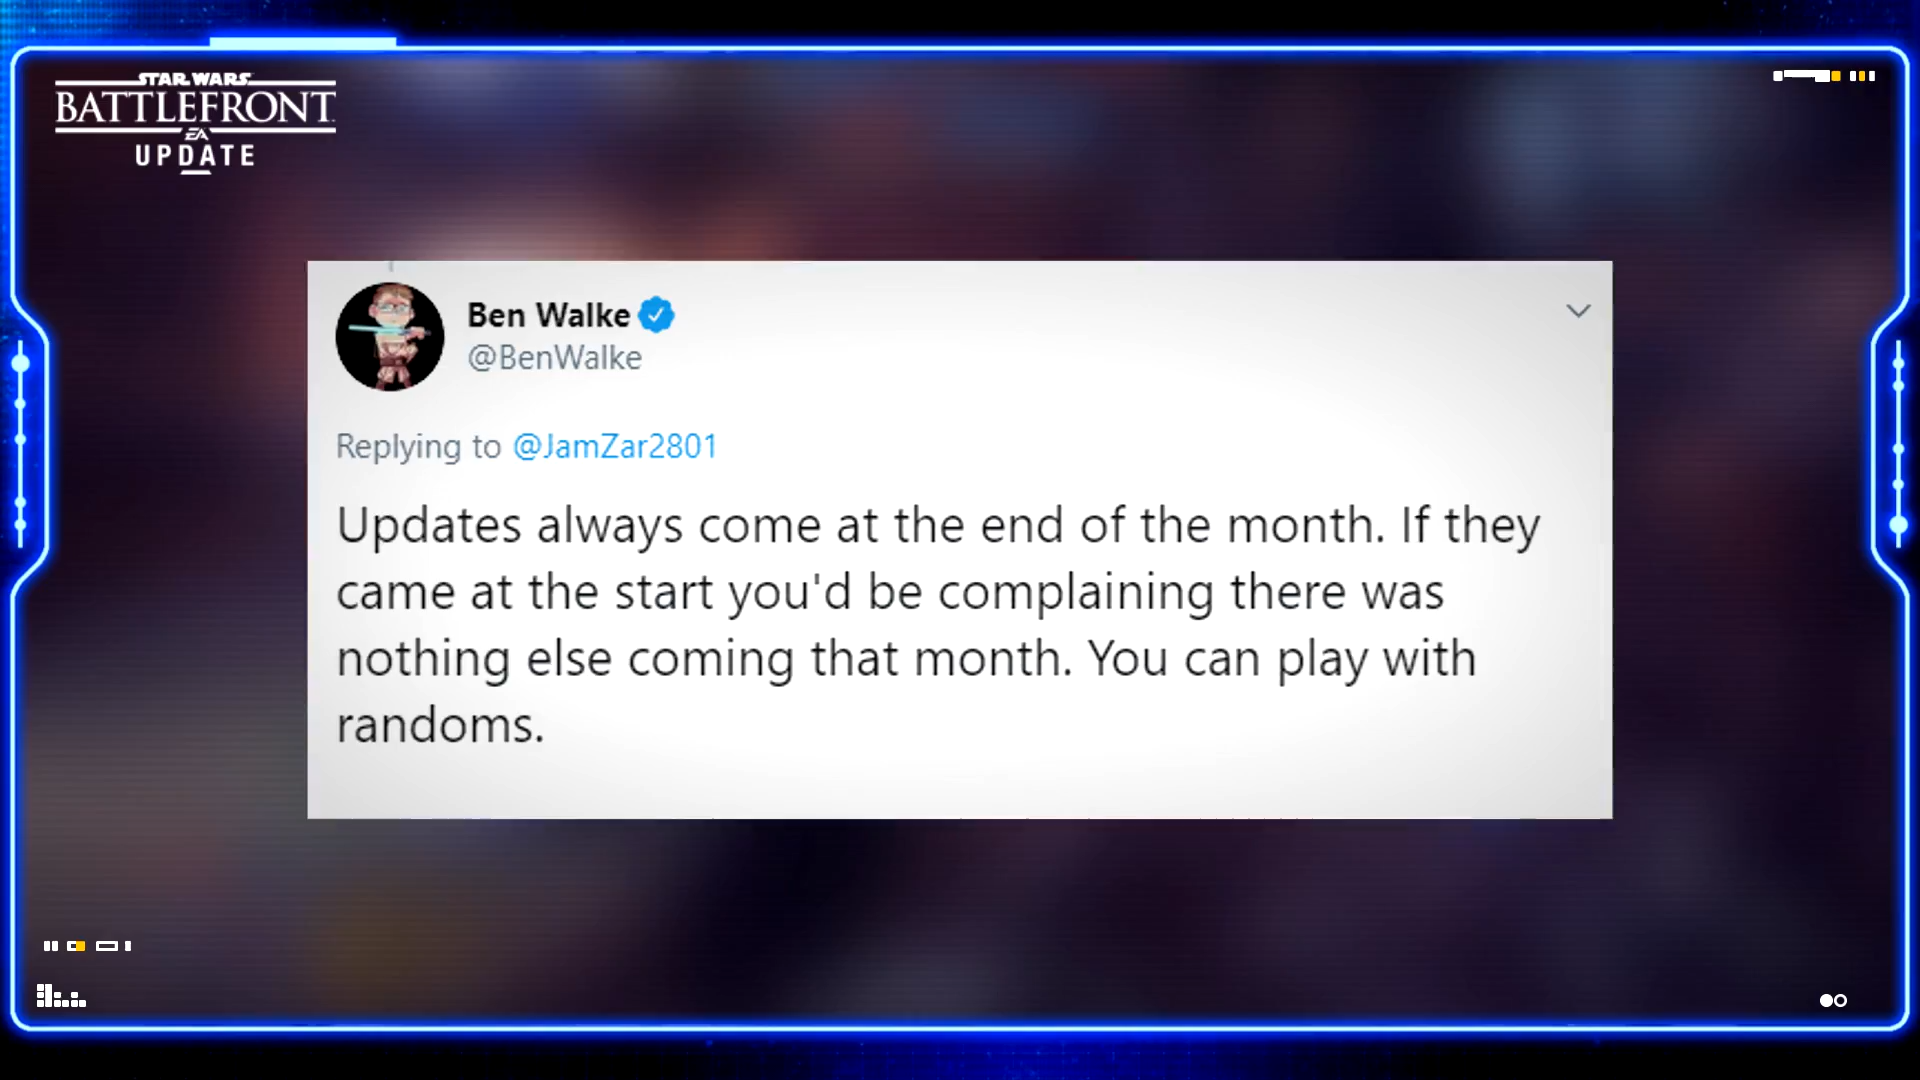 STAR WARS
BATTLEFRONT
EA
UPDATE
Ben Walke
@BenWalke
Replying to @JamZar2801
Updates always come at the end of the month. If they
came at the start you'd be complaining there was
nothing else coming that month. You can play with
randoms.